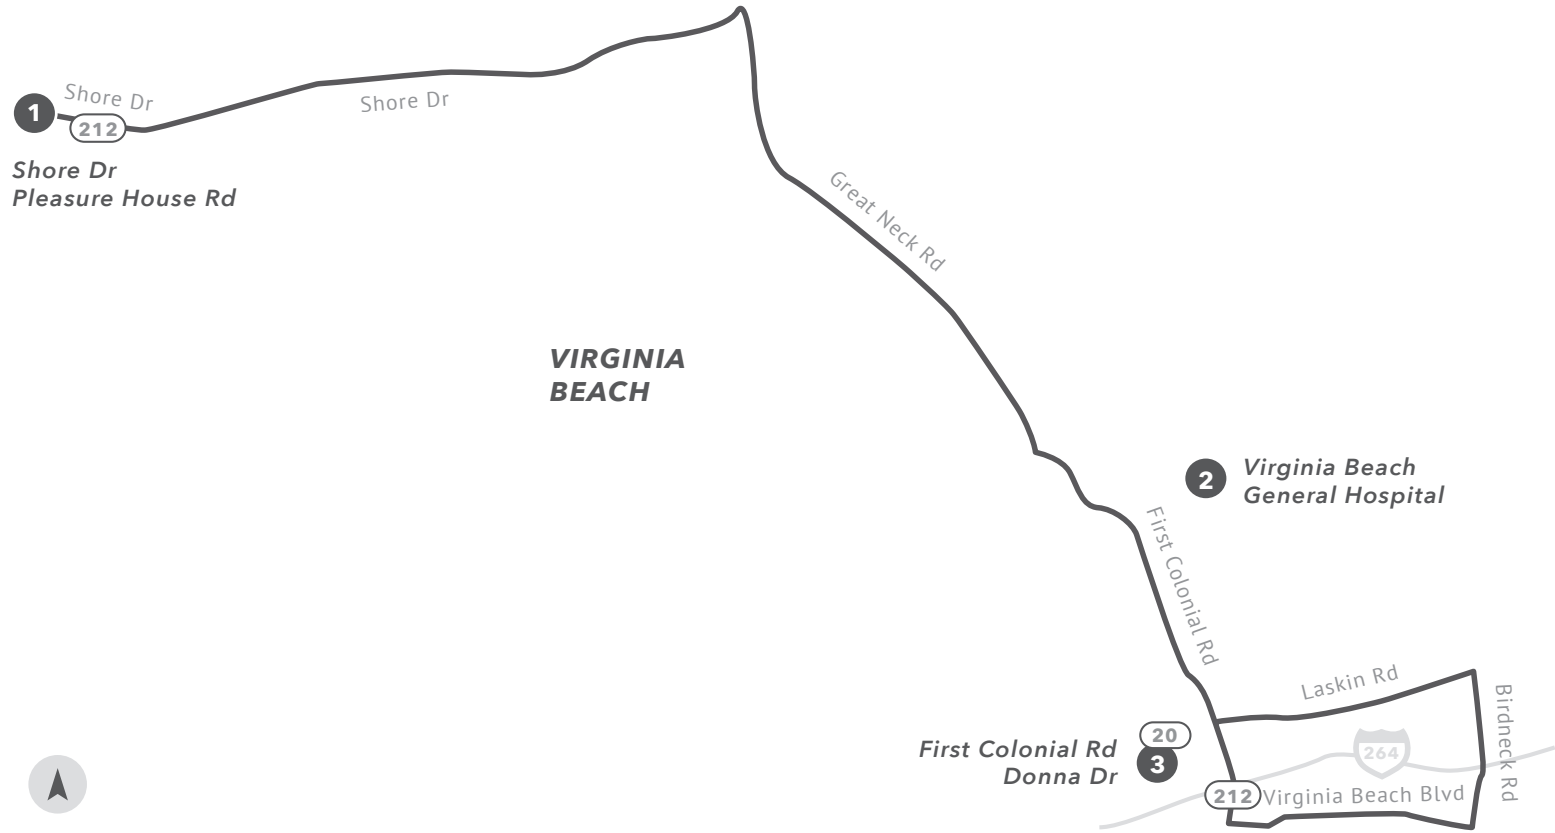 1
Shore Dr
212
Shore Dr
Pleasure House Rd
Shore Dr
Great Neck Rd
VIRGINIA
BEACH
2
Virginia Beach
General Hospital
First Colonial Rd
Laskin Rd
Birdneck Rd
20
First Colonial Rd
Donna Dr
3
264
212
Virginia Beach Blvd